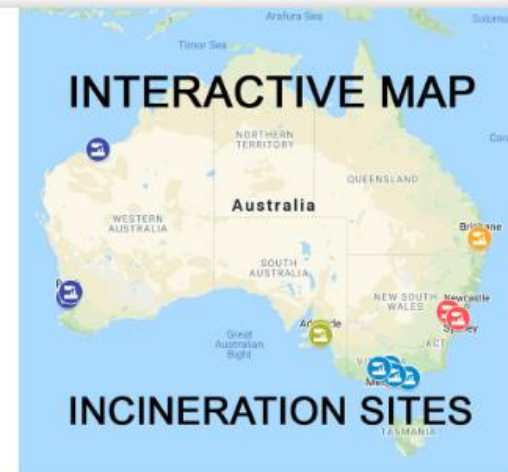 Arafura Sea
Timor Sea
INTERACTIVE MAP
NORTHERN
TERRITORY
QUEENSLAND
Australia
WESTERN
AUSTRALIA
SOUTH
AUSTRALIA
NEW SOUTH
WALES
Newcastle
Great
Australian
Bight
ACT
INCINERATION SITES
TASMANIA